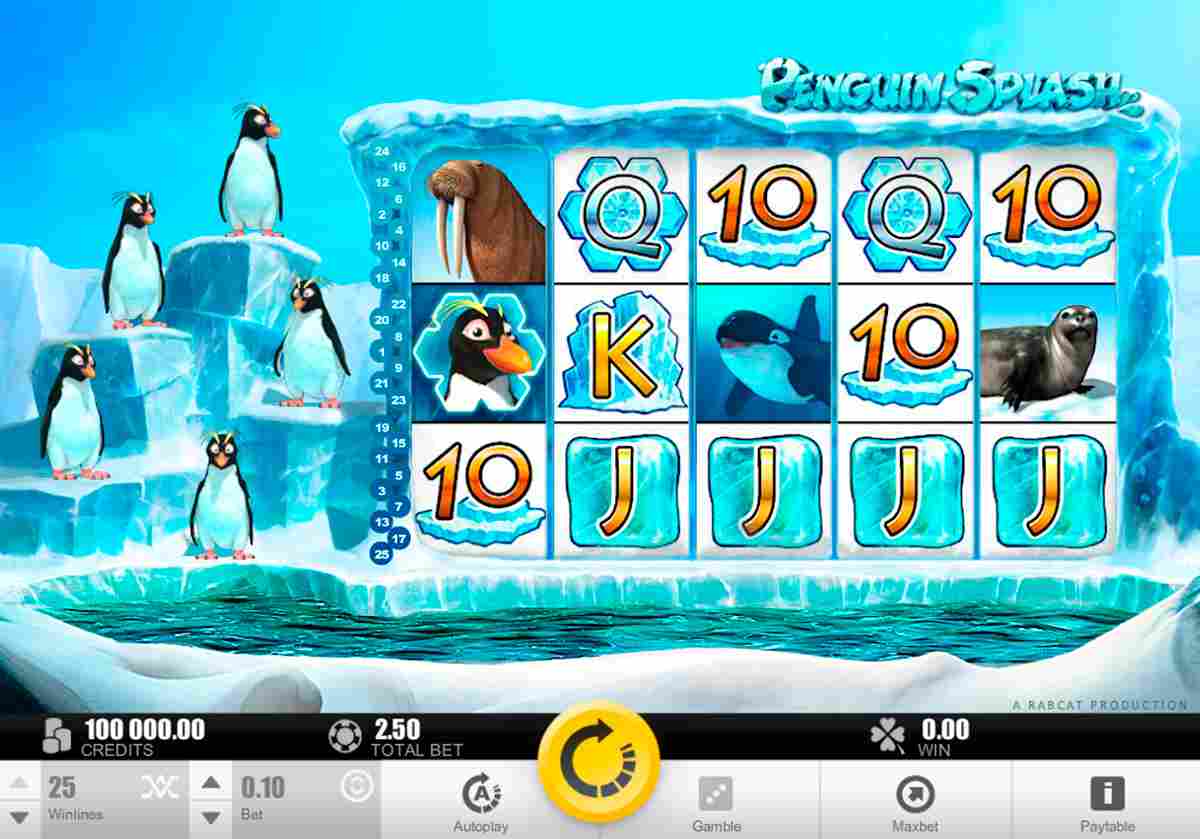 PENGUIN SPLASH
24
16
12
6
2
4
10
14
18
22
20
8
1
9
21
23
19
15
11
5
3
7
13
17
25
Q 10 Q 10
K 10
10 J J J J
A RABCAT PRODUCTION
100 000.00
CREDITS
2.50
TOTAL BET
0.00
WIN
25
Winlines
0.10
Bet
C
A
Autoplay
Gamble
Maxbet
i
Paytable